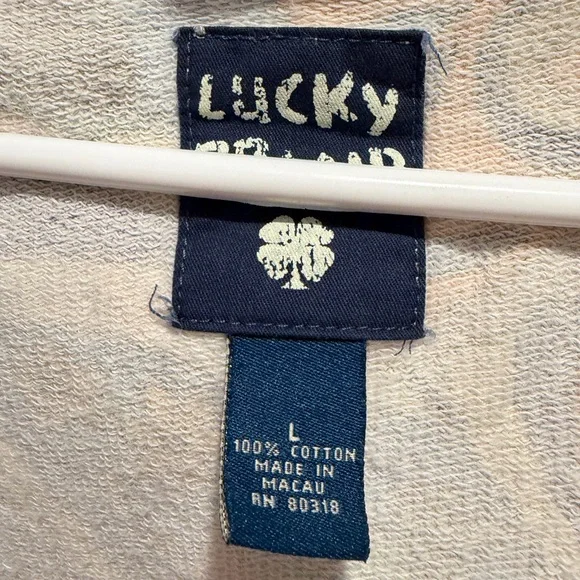 LUCKY
L
100% COTTON
MADE IN
MACAU
RN 80318